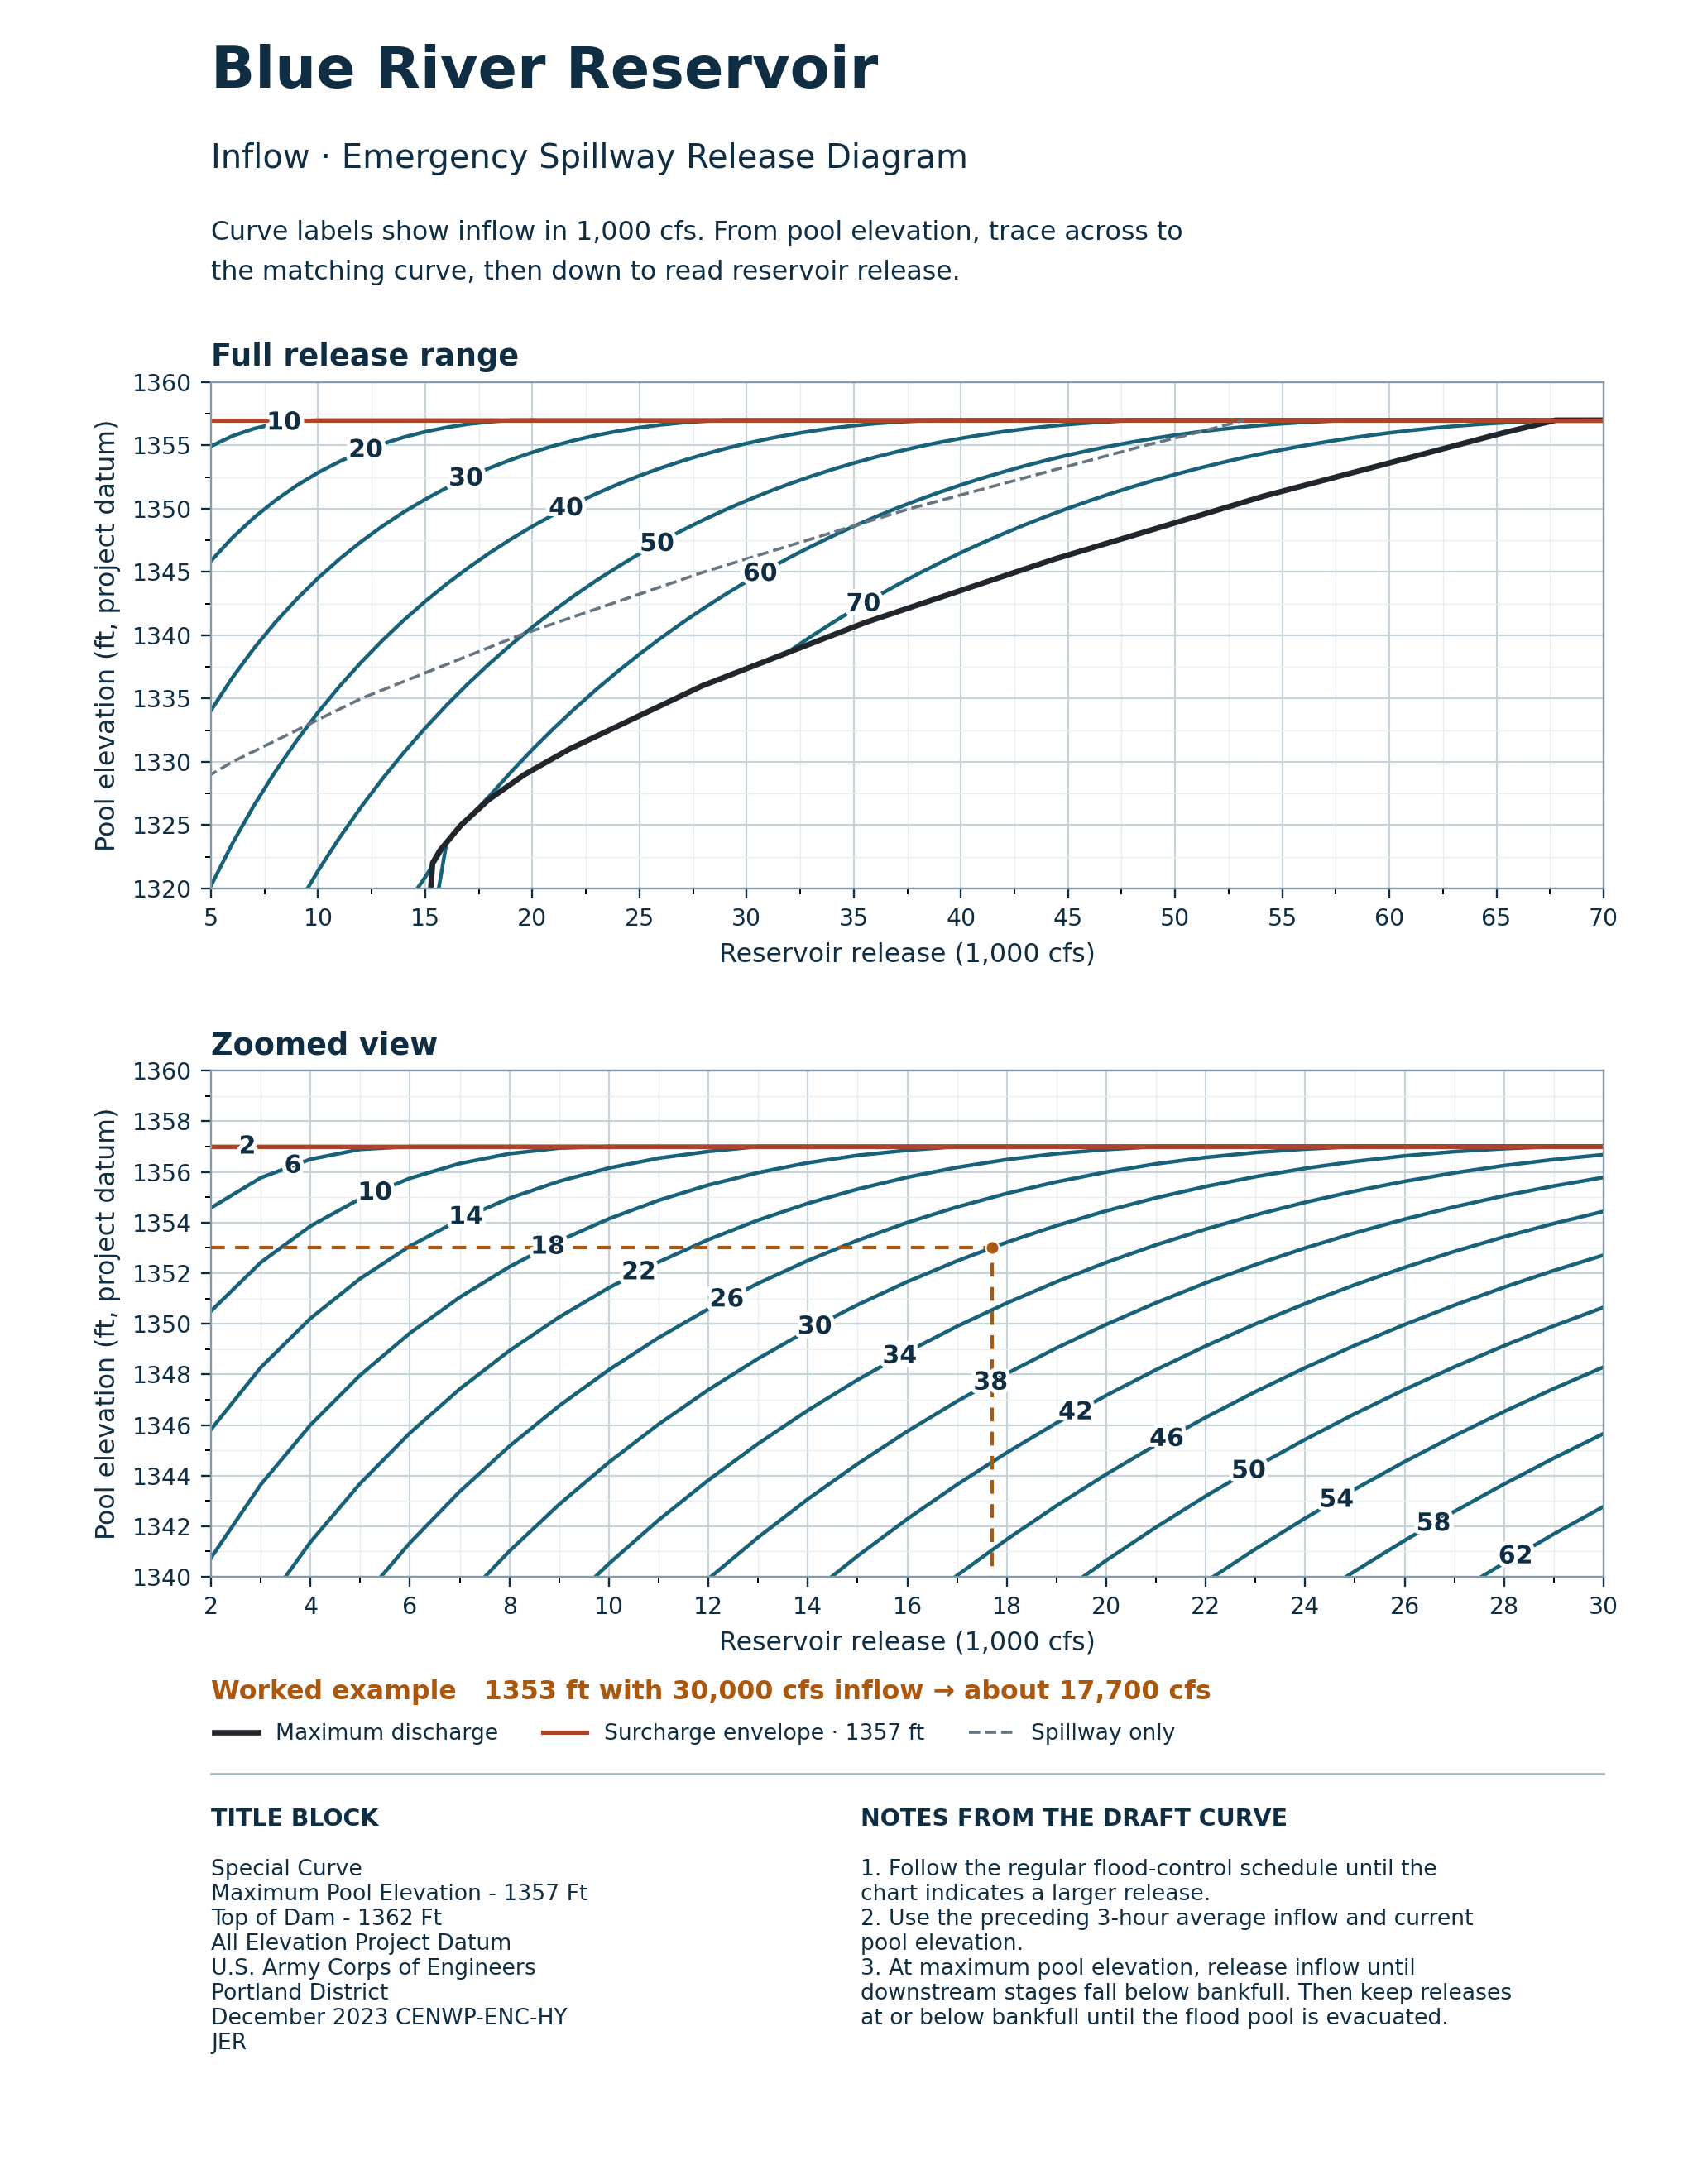 Blue River Reservoir
Inflow · Emergency Spillway Release Diagram
Curve labels show inflow in 1,000 cfs. From pool elevation, trace across to
the matching curve, then down to read reservoir release.
Full release range
Pool elevation (ft, project datum)
1360
1355
1350
1345
1340
1335
1330
1325
1320
10
20
30
40
50
60
70
5 10 15 20 25 30 35 40 45 50 55 60 65 70
Reservoir release (1,000 cfs)
Zoomed view
Pool elevation (ft, project datum)
1360
1358
1356
1354
1352
1350
1348
1346
1344
1342
1340
2
6
10
14
18
22
26
30
34
38
42
46
50
54
58
62
2 4 6 8 10 12 14 16 18 20 22 24 26 28 30
Reservoir release (1,000 cfs)
Worked example 1353 ft with 30,000 cfs inflow → about 17,700 cfs
Maximum discharge Surcharge envelope · 1357 ft Spillway only
TITLE BLOCK
Special Curve
Maximum Pool Elevation - 1357 Ft
Top of Dam - 1362 Ft
All Elevation Project Datum
U.S. Army Corps of Engineers
Portland District
December 2023 CENWP-ENC-HY
JER
NOTES FROM THE DRAFT CURVE
1. Follow the regular flood-control schedule until the
chart indicates a larger release.
2. Use the preceding 3-hour average inflow and current
pool elevation.
3. At maximum pool elevation, release inflow until
downstream stages fall below bankfull. Then keep releases
at or below bankfull until the flood pool is evacuated.